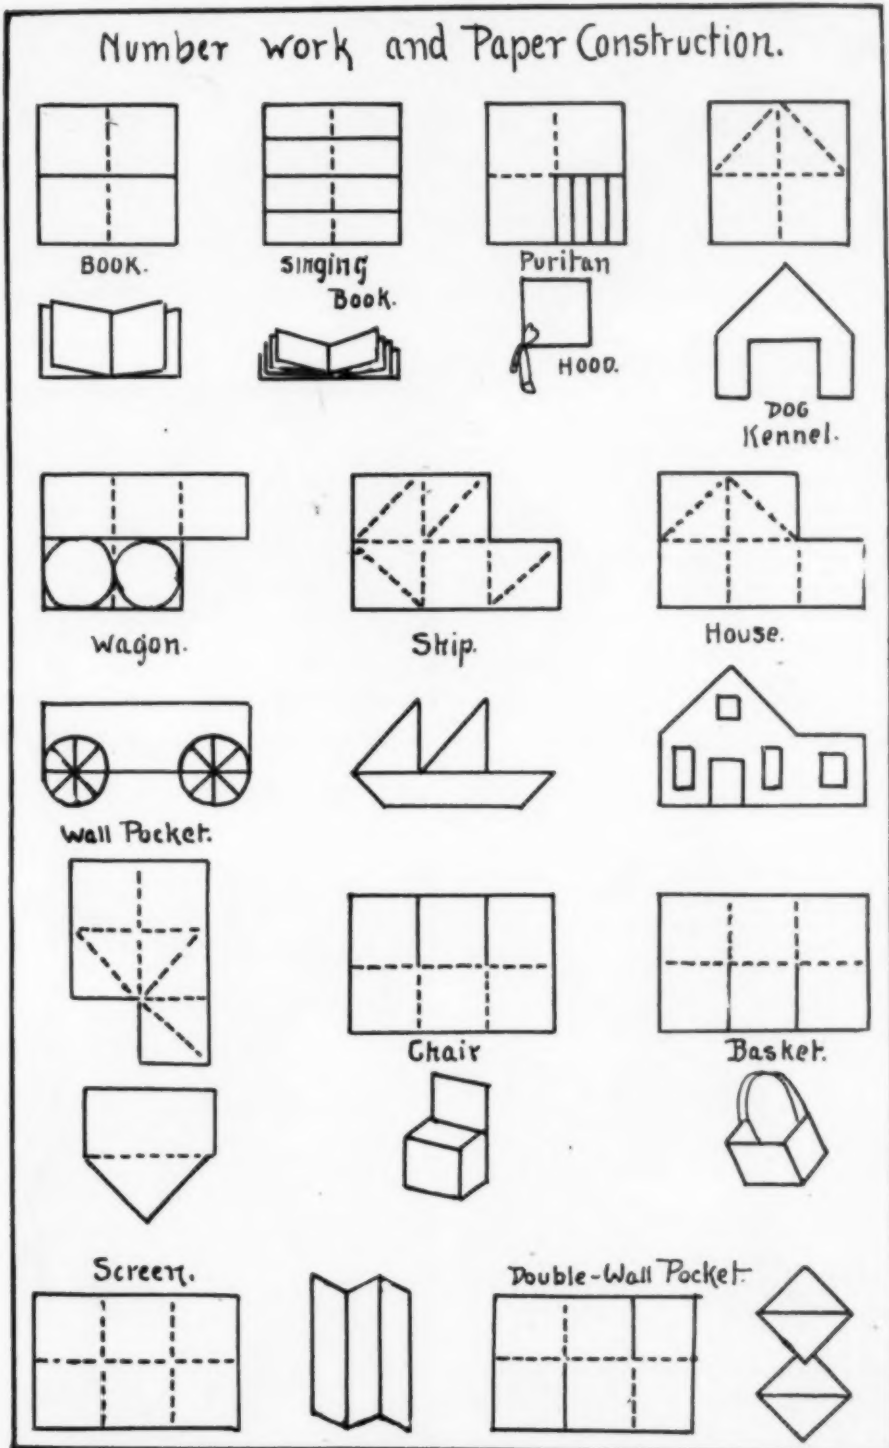 Number work and Paper Construction.
BOOK.
Singing
Book.
Puritan
HOOD.
DOG
Kennel.
Wagon.
Ship.
House.
Wall Pocket.
Chair
Basket.
Screen.
Double-Wall Pocket.